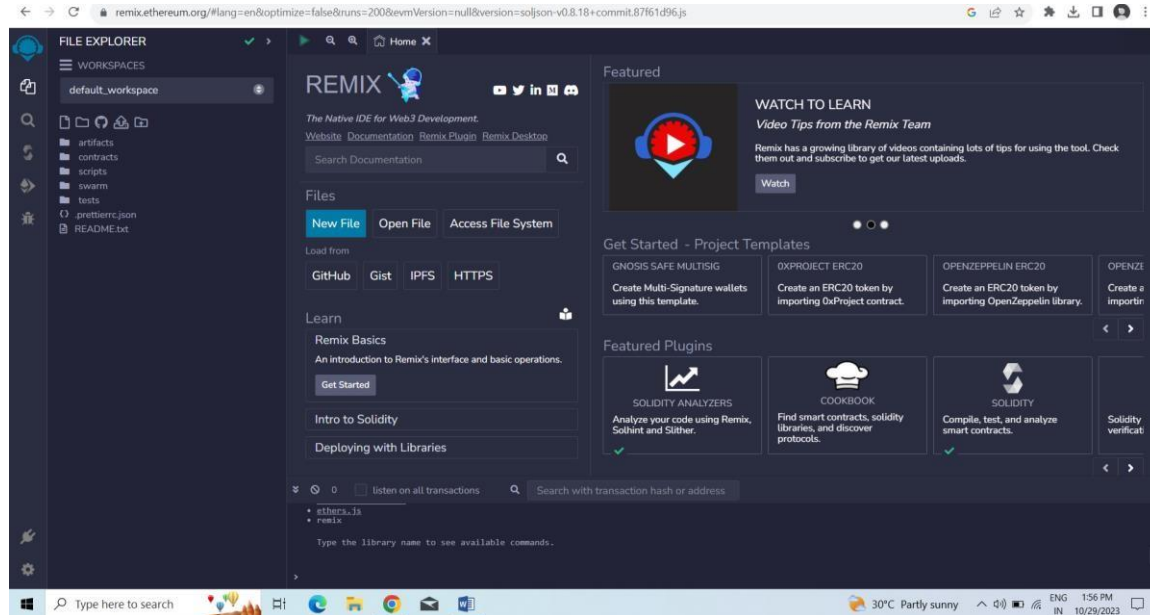 remix.ethereum.org/#lang=en&optimize=false&runs=200&evmVersion=null&version=soljson-v0.8.18+commit.87f61d96.js
FILE EXPLORER
WORKSPACES
default_workspace
artifacts
contracts
scripts
swarm
tests
.prettierrc.json
README.txt
Home
REMIX
The Native IDE for Web3 Development.
Website Documentation Remix Plugin Remix Desktop
Search Documentation
Files
New File Open File Access File System
Load from
GitHub Gist IPFS HTTPS
Learn
Remix Basics
An introduction to Remix's interface and basic operations.
Get Started
Intro to Solidity
Deploying with Libraries
Featured
WATCH TO LEARN
Video Tips from the Remix Team
Remix has a growing library of videos containing lots of tips for using the tool. Check
them out and subscribe to get our latest uploads.
Watch
Get Started - Project Templates
GNOSIS SAFE MULTISIG
Create Multi-Signature wallets
using this template.
0XPROJECT ERC20
Create an ERC20 token by
importing 0xProject contract.
OPENZEPPELIN ERC20
Create an ERC20 token by
importing OpenZeppelin library.
OPENZE
Create a
importin
Featured Plugins
SOLIDITY ANALYZERS
Analyze your code using Remix,
Solhint and Slither.
COOKBOOK
Find smart contracts, solidity
libraries, and discover
protocols.
SOLIDITY
Compile, test, and analyze
smart contracts.
Solidity
verificati
0 listen on all transactions Search with transaction hash or address
• ethers.js
• remix
Type the library name to see available commands.
>
Type here to search
30°C Partly sunny
ENG
IN
1:56 PM
10/29/2023